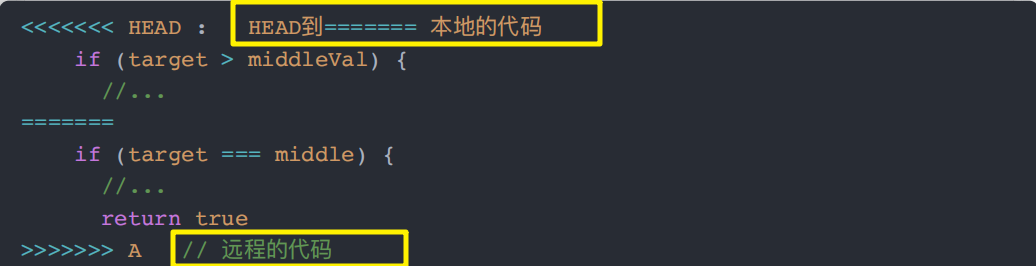 <<<<<<< HEAD :   HEAD到======= 本地的代码
    if (target > middleVal) {
      //...
=======
    if (target === middle) {
      //...
      return true
>>>>>>> A   // 远程的代码